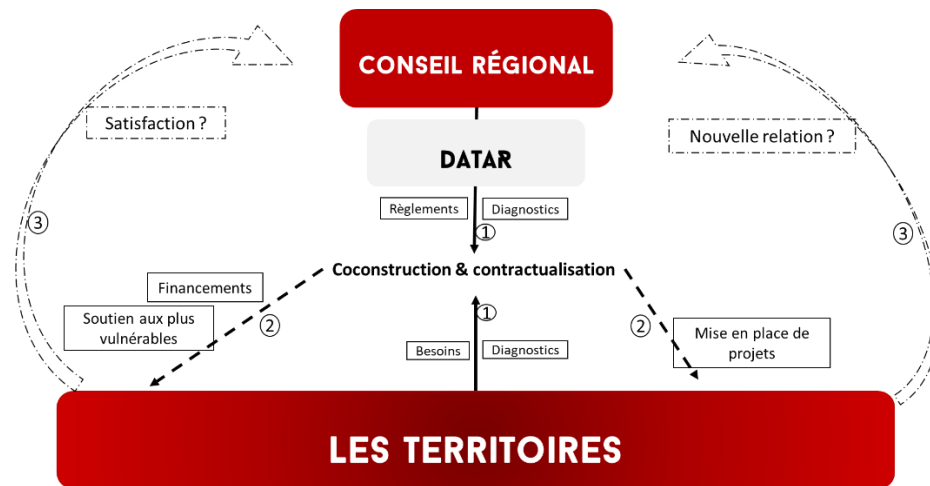 CONSEIL RÉGIONAL
Satisfaction ?
Nouvelle relation ?
DATAR
Règlements
Diagnostics
1
3
3
Coconstruction & contractualisation
Financements
Soutien aux plus
vulnérables
2
1
2
Mise en place de
projets
Besoins
Diagnostics
LES TERRITOIRES